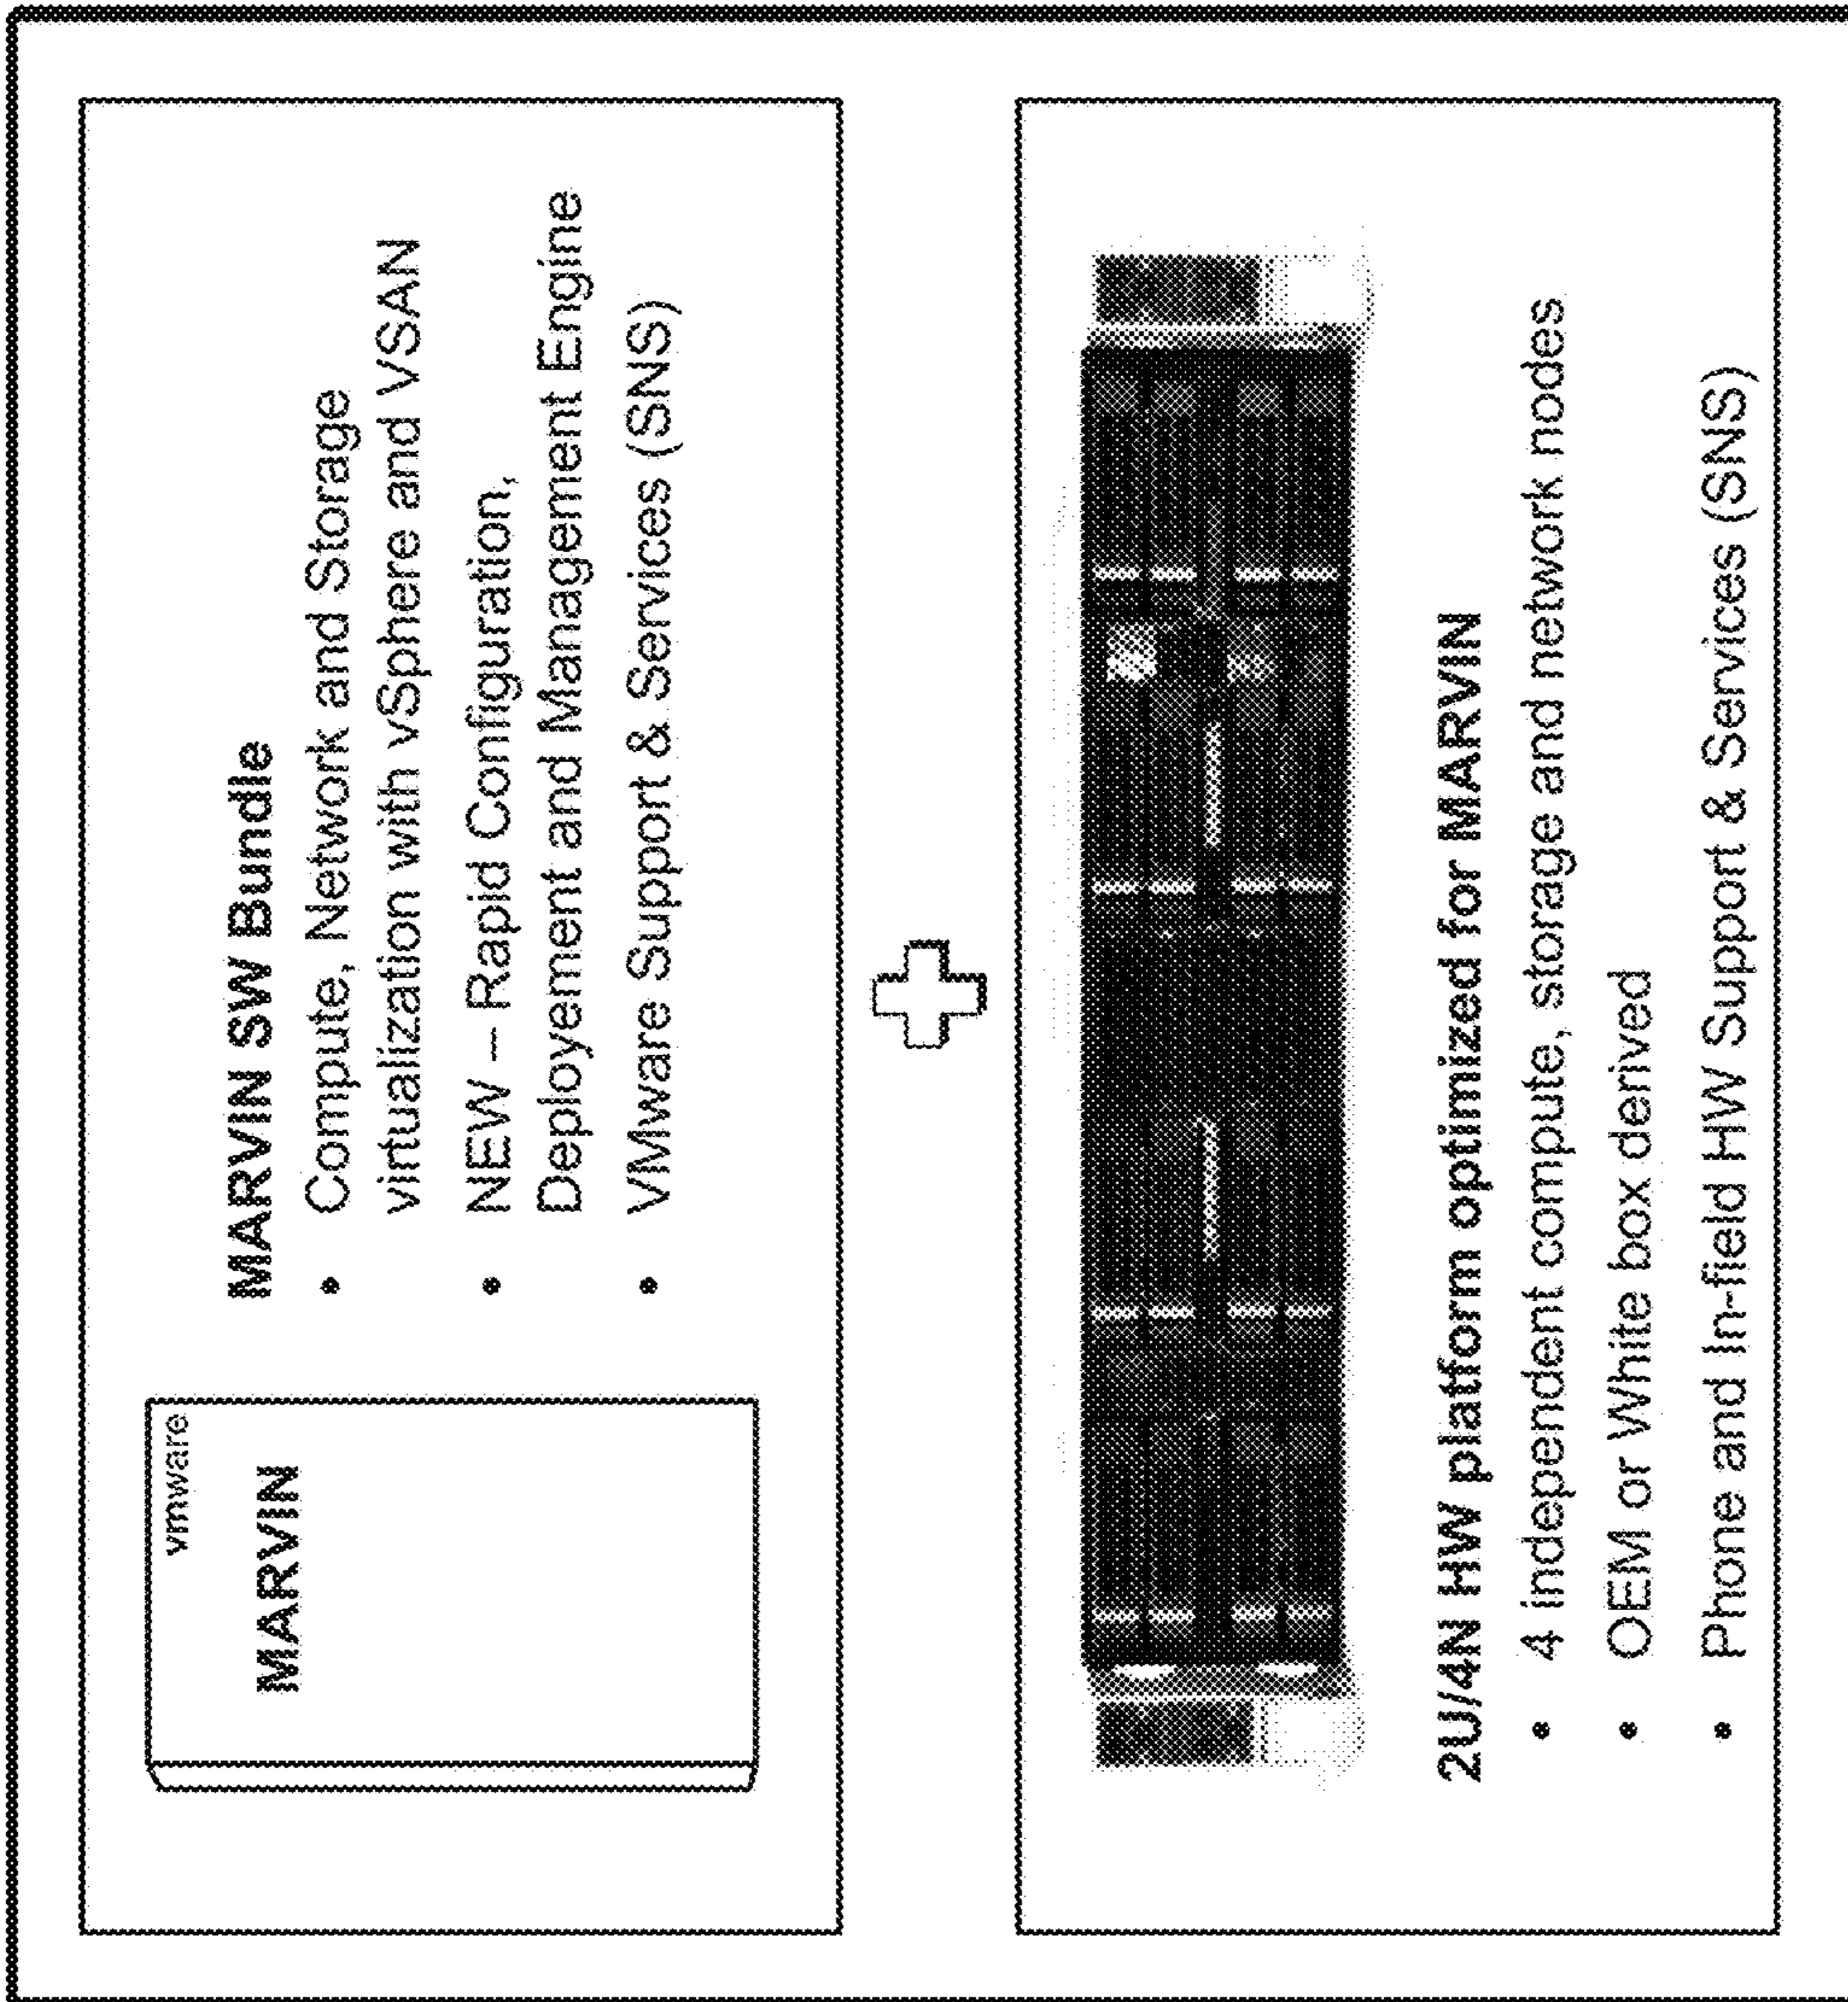 vmware
MARVIN
MARVIN SW Bundle
• Compute, Network and Storage
virtualization with vSphere and VSAN
• NEW – Rapid Configuration,
Deployement and Management Engine
• VMware Support & Services (SNS)
2U/4N HW platform optimized for MARVIN
• 4 independent compute, storage and network nodes
• OEM or White box derived
• Phone and In-field HW Support & Services (SNS)